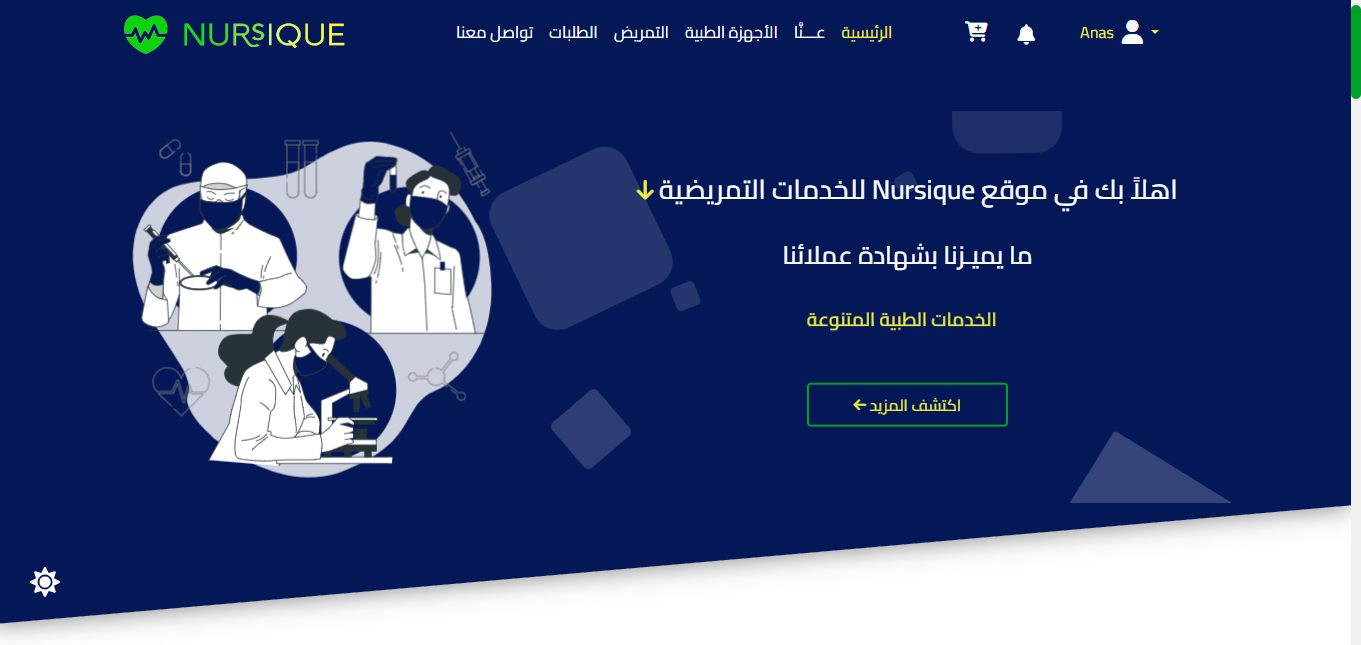 NURSIQUE
الرئيسية
عـــنَّا
الأجهزة الطبية
التمريض
الطلبات
تواصل معنا
Anas
اهلاً بك في موقع Nursique للخدمات التمريضية
ما يميـزنا بشهادة عملائنا
الخدمات الطبية المتنوعة
اكتشف المزيد